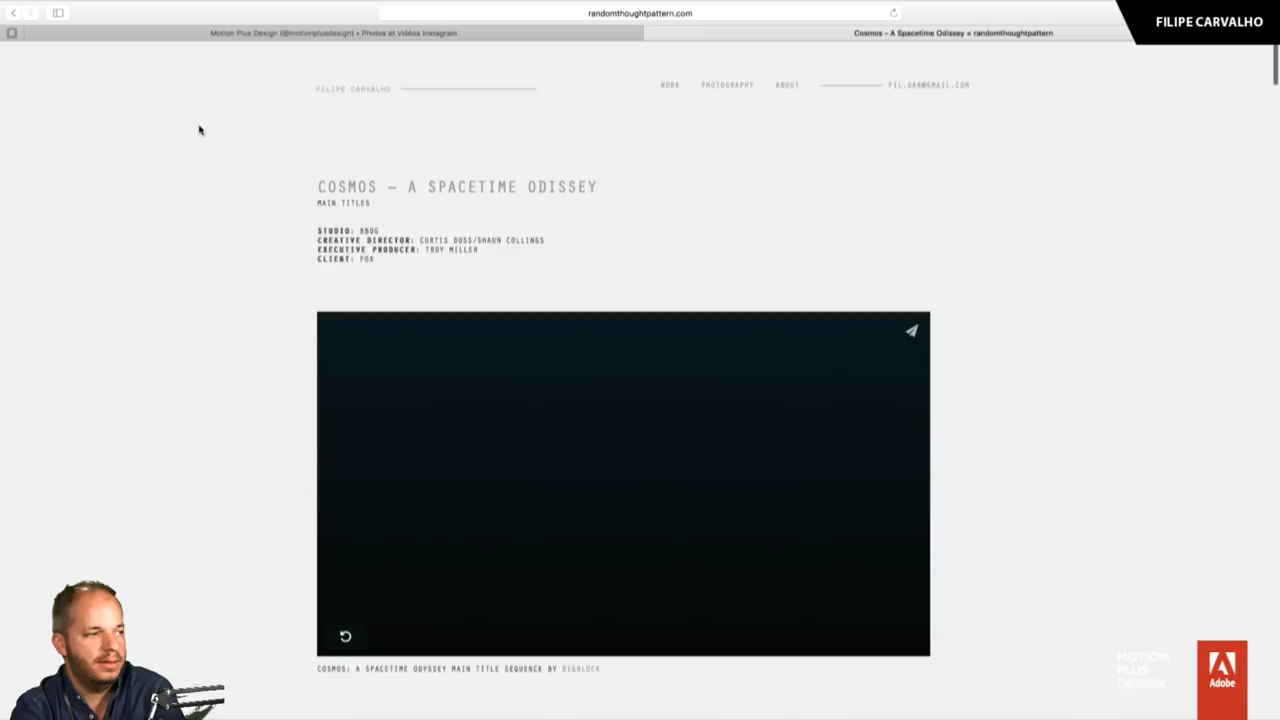 randomthoughtpattern.com
FILIPE CARVALHO
Motion Plus Design (@motionplusdesign) • Photos et vidéos Instagram
Cosmos – A Spacetime Odissey « randomthoughtpattern
FILIPE CARVALHO
WORK
PHOTOGRAPHY
ABOUT
FIL.DAR@GMAIL.COM
COSMOS – A SPACETIME ODISSEY
MAIN TITLES
STUDIO: BBDG
CREATIVE DIRECTOR: CURTIS DOSS/SHAUN COLLINGS
EXECUTIVE PRODUCER: TROY MILLER
CLIENT: FOX
COSMOS: A SPACETIME ODYSSEY MAIN TITLE SEQUENCE BY BIGBLOCK
MOTION
PLUS
DESIGN
Adobe